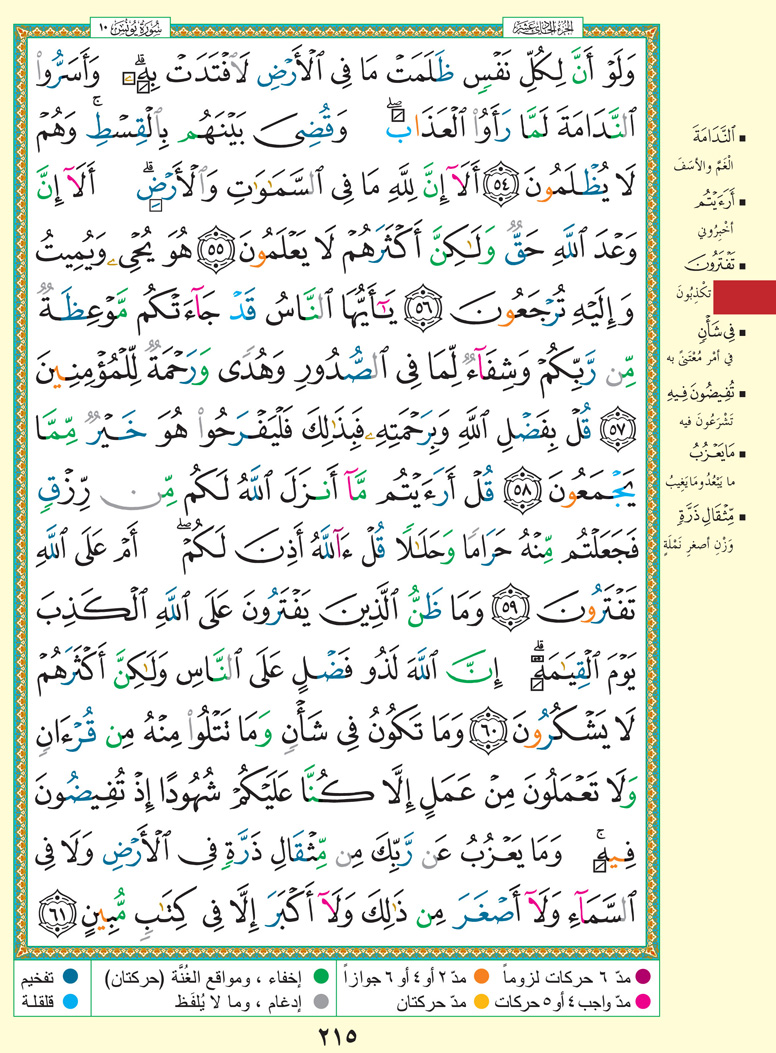 الجزء الحادي عشر
سورة يونس ١٠
وَلَوۡ أَنَّ لِكُلِّ نَفۡسٖ ظَلَمَتۡ مَا فِي ٱلۡأَرۡضِ لَٱفۡتَدَتۡ بِهِۦۗ وَأَسَرُّواْ
ٱلنَّدَامَةَ لَمَّا رَأَوُاْ ٱلۡعَذَابَۖ وَقُضِيَ بَيۡنَهُم بِٱلۡقِسۡطِۚ وَهُمۡ
لَا يُظۡلَمُونَ ٥٤ أَلَآ إِنَّ لِلَّهِ مَا فِي ٱلسَّمَٰوَٰتِ وَٱلۡأَرۡضِۗ أَلَآ إِنَّ
وَعۡدَ ٱللَّهِ حَقّٞ وَلَٰكِنَّ أَكۡثَرَهُمۡ لَا يَعۡلَمُونَ ٥٥ هُوَ يُحۡيِۦ وَيُمِيتُ
وَإِلَيۡهِ تُرۡجَعُونَ ٥٦ يَٰٓأَيُّهَا ٱلنَّاسُ قَدۡ جَآءَتۡكُم مَّوۡعِظَةٞ
مِّن رَّبِّكُمۡ وَشِفَآءٞ لِّمَا فِي ٱلصُّدُورِ وَهُدٗى وَرَحۡمَةٞ لِّلۡمُؤۡمِنِينَ
٥٧ قُلۡ بِفَضۡلِ ٱللَّهِ وَبِرَحۡمَتِهِۦ فَبِذَٰلِكَ فَلۡيَفۡرَحُواْ هُوَ خَيۡرٞ مِّمَّا
يَجۡمَعُونَ ٥٨ قُلۡ أَرَءَيۡتُم مَّآ أَنزَلَ ٱللَّهُ لَكُم مِّن رِّزۡقٖ
فَجَعَلۡتُم مِّنۡهُ حَرَامٗا وَحَلَٰلٗا قُلۡ ءَآللَّهُ أَذِنَ لَكُمۡۖ أَمۡ عَلَى ٱللَّهِ
تَفۡتَرُونَ ٥٩ وَمَا ظَنُّ ٱلَّذِينَ يَفۡتَرُونَ عَلَى ٱللَّهِ ٱلۡكَذِبَ
يَوۡمَ ٱلۡقِيَٰمَةِۗ إِنَّ ٱللَّهَ لَذُو فَضۡلٍ عَلَى ٱلنَّاسِ وَلَٰكِنَّ أَكۡثَرَهُمۡ
لَا يَشۡكُرُونَ ٦٠ وَمَا تَكُونُ فِي شَأۡنٖ وَمَا تَتۡلُواْ مِنۡهُ مِن قُرۡءَانٖ
وَلَا تَعۡمَلُونَ مِنۡ عَمَلٍ إِلَّا كُنَّا عَلَيۡكُمۡ شُهُودًا إِذۡ تُفِيضُونَ
فِيهِۚ وَمَا يَعۡزُبُ عَن رَّبِّكَ مِن مِّثۡقَالِ ذَرَّةٖ فِي ٱلۡأَرۡضِ وَلَا فِي
ٱلسَّمَآءِ وَلَآ أَصۡغَرَ مِن ذَٰلِكَ وَلَآ أَكۡبَرَ إِلَّا فِي كِتَٰبٖ مُّبِينٍ ٦١
ٱلنَّدَامَةَ
الْغَمَّ والأسَفَ
أَرَءَيۡتُم
أخْبِرُوني
تَفۡتَرُونَ
تَكْذِبُونَ
فِي شَأۡنٖ
في أمْر مُعْتنىً به
تُفِيضُونَ فِيهِ
تَشْرَعُونَ فيه
مَا يَعۡزُبُ
ما يَبْعُدُ وما يَغِيبُ
مِّثۡقَالِ ذَرَّةٖ
وَزْنِ أصغرِ نَمْلَةٍ
مدّ ٦ حركات لزوماً
مدّ ٢ أو ٤ أو ٦ جوازاً
إخفاء ، ومواقع الغُنَّة (حركتان)
تفخيم
مدّ واجب ٤ أو ٥ حركات
مدّ حركتان
إدغام ، وما لا يُلفَظ
قلقلة
٢١٥